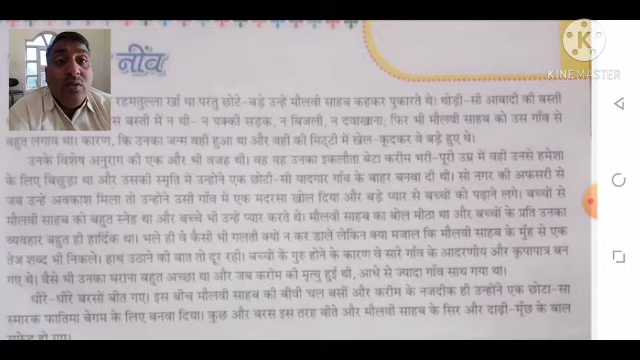 नींव
K
KINEMASTER
रहमतुल्ला खाँ था परंतु छोटे-बड़े उन्हें मौलवी साहब कहकर पुकारते थे। थोड़ी-सी आबादी की बस्ती
स बस्ती में न थी- न पक्की सड़क, न बिजली, न दवाखाना; फिर भी मौलवी साहब को उस गाँव से
बहुत लगाव था। कारण, कि उनका जन्म वहीं हुआ था और वहीं की मिट्टी में खेल-कूदकर वे बड़े हुए थे।
उनके विशेष अनुराग की एक और भी वजह थी। वह यह उनका इकलौता बेटा करीम भरी-पूरी उम्र में वहीं उनसे हमेशा
के लिए बिछुड़ा था और उसकी स्मृति में उन्होंने एक छोटी-सी यादगार गाँव के बाहर बनवा दी थी। सो नगर की अफसरी से
जब उन्हें अवकाश मिला तो उन्होंने उसी गाँव में एक मदरसा खोल दिया और बड़े प्यार से बच्चों को पढ़ाने लगे। बच्चों से
मौलवी साहब को बहुत स्नेह था और बच्चे भी उन्हें प्यार करते थे। मौलवी साहब का बोल मीठा था और बच्चों के प्रति उनका
व्यवहार बहुत ही हार्दिक था। भले ही वे कैसी भी गलती क्यों न कर डालें लेकिन क्या मजाल कि मौलवी साहब के मुँह से एक
तेज शब्द भी निकले। हाथ उठाने की बात तो दूर रही। बच्चों के गुरु होने के कारण वे सारे गाँव के आदरणीय और कृपापात्र बन
गए थे। वैसे भी उनका घराना बहुत अच्छा था और जब करीम की मृत्यु हुई थी, आधे से ज्यादा गाँव साथ गया था।
धीरे-धीरे बरसों बीत गए। इस बीच मौलवी साहब की बीवी चल बसीं और करीम के नजदीक ही उन्होंने एक छोटा-सा
स्मारक फातिमा बेगम के लिए बनवा दिया। कुछ और बरस इस तरह बीते और मौलवी साहब के सिर और दाढ़ी-मूँछ के बाल